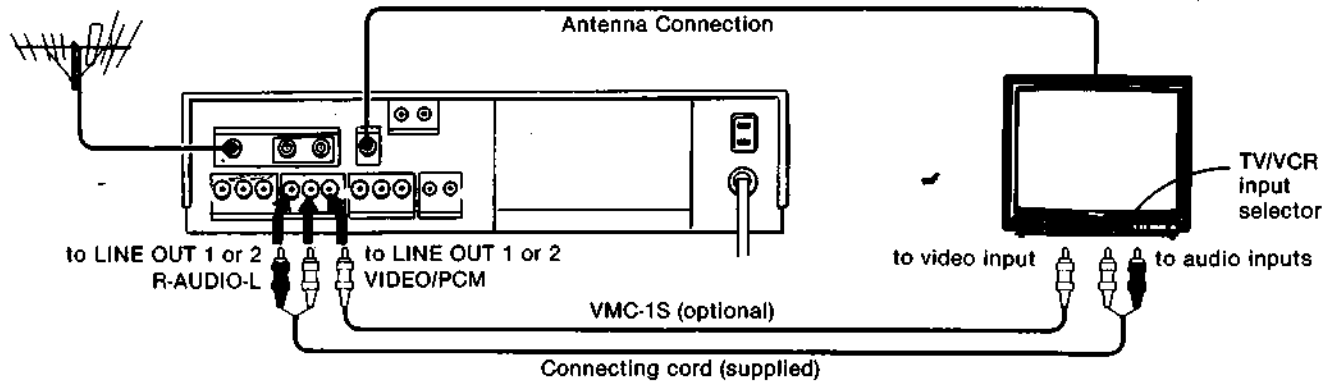 Antenna Connection
TV/VCR
input
selector
to LINE OUT 1 or 2
R-AUDIO-L
to LINE OUT 1 or 2
VIDEO/PCM
to video input
to audio inputs
VMC-1S (optional)
Connecting cord (supplied)